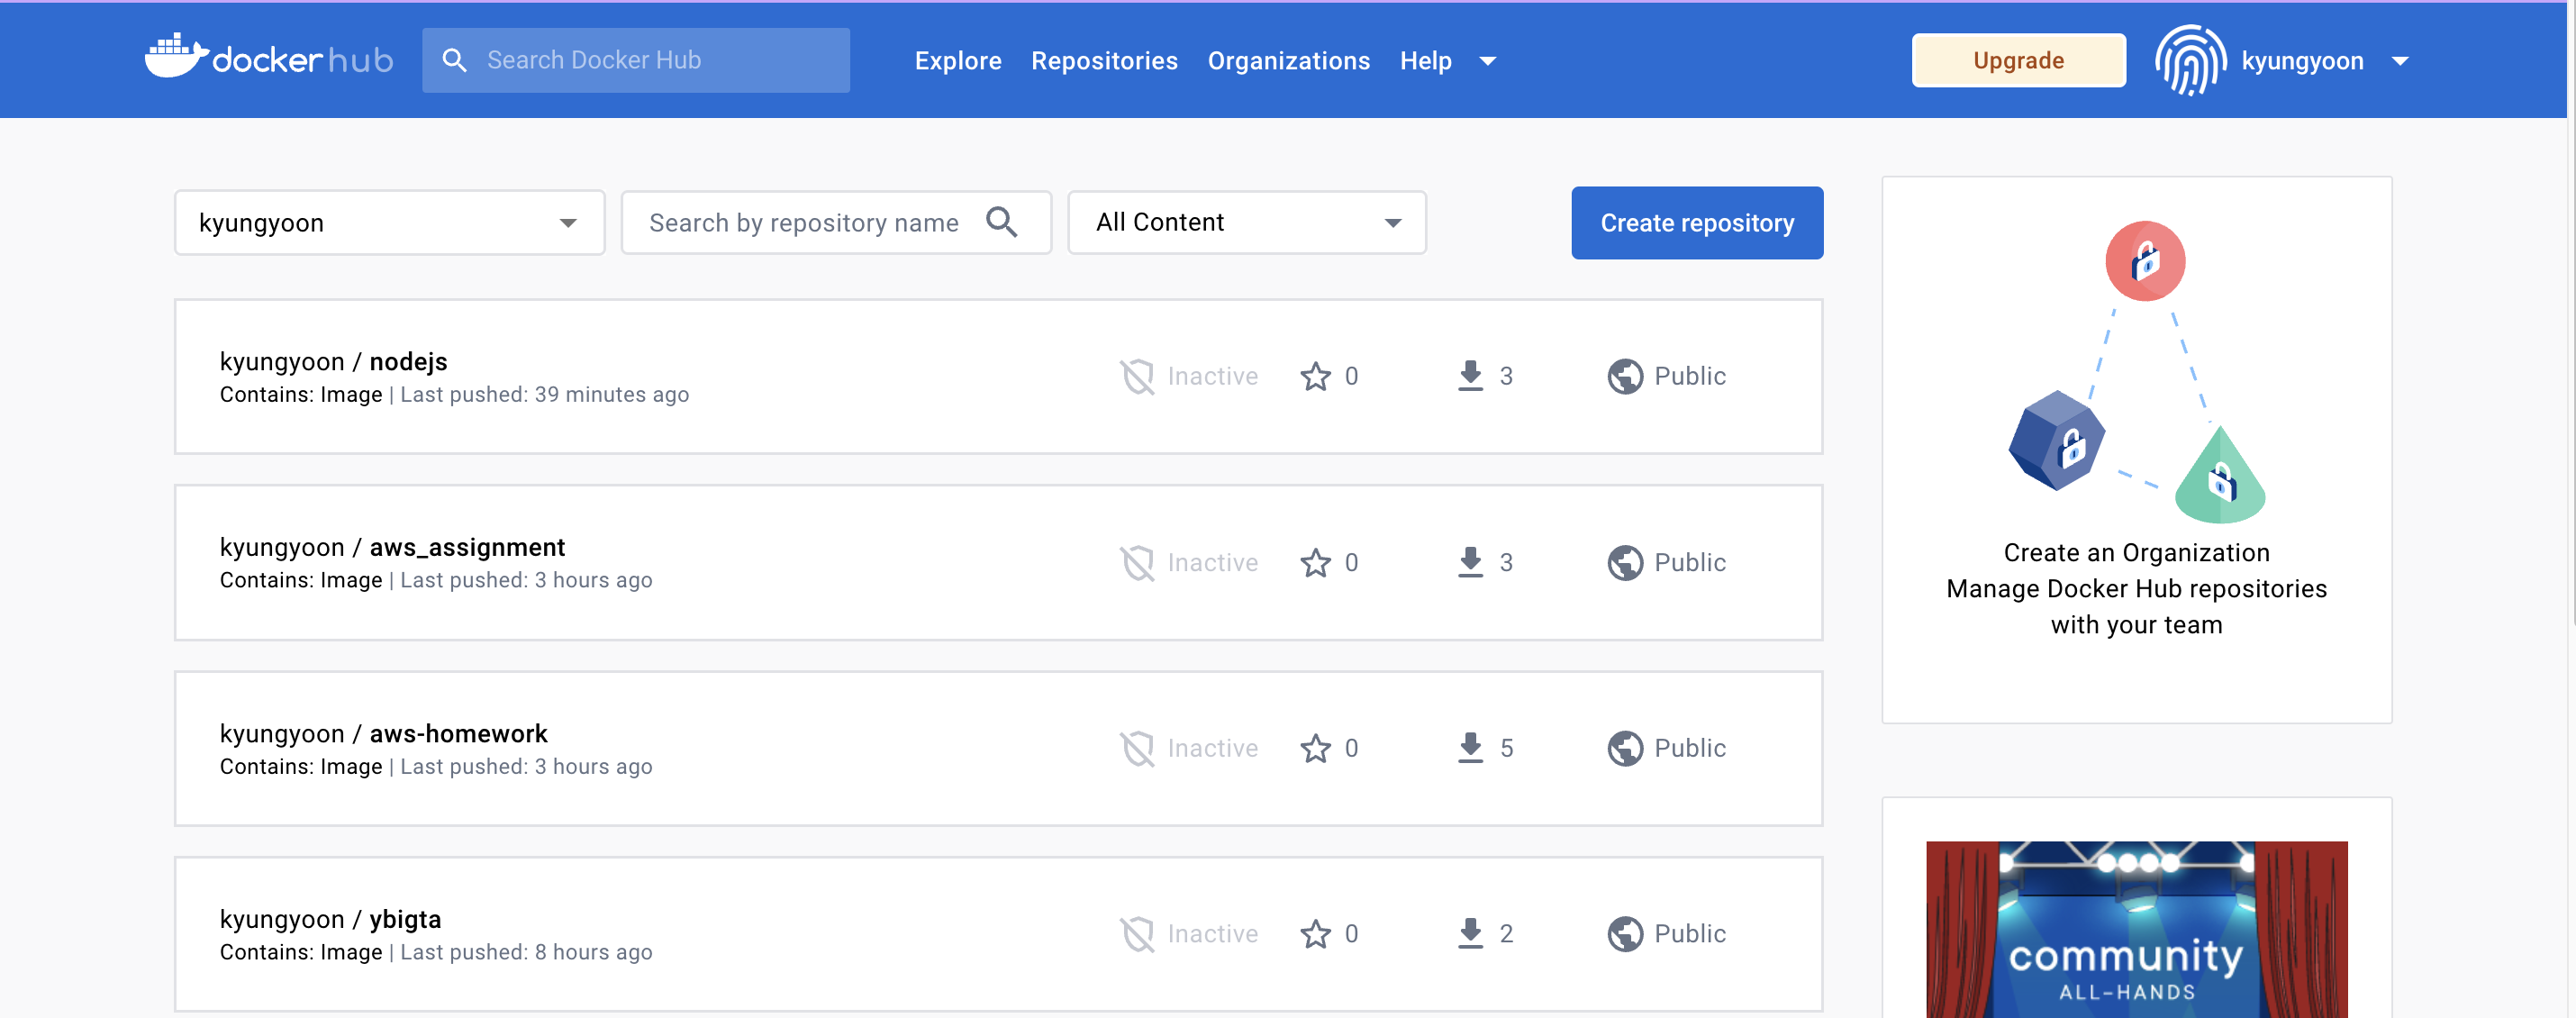 docker hub
Search Docker Hub
Explore Repositories Organizations Help
Upgrade
kyungyoon
kyungyoon
Search by repository name
All Content
Create repository
kyungyoon / nodejs
Contains: Image | Last pushed: 39 minutes ago
Inactive 0 3 Public
kyungyoon / aws_assignment
Contains: Image | Last pushed: 3 hours ago
Inactive 0 3 Public
kyungyoon / aws-homework
Contains: Image | Last pushed: 3 hours ago
Inactive 0 5 Public
kyungyoon / ybigta
Contains: Image | Last pushed: 8 hours ago
Inactive 0 2 Public
Create an Organization
Manage Docker Hub repositories
with your team
community
ALL-HANDS